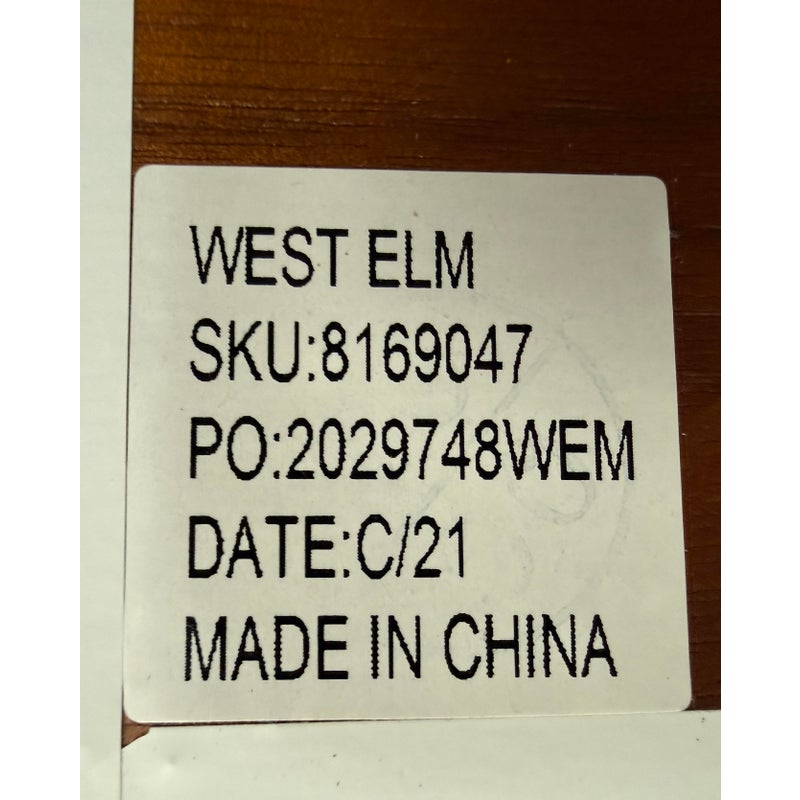 WEST ELM
SKU:8169047
PO:2029748WEM
DATE:C/21
MADE IN CHINA